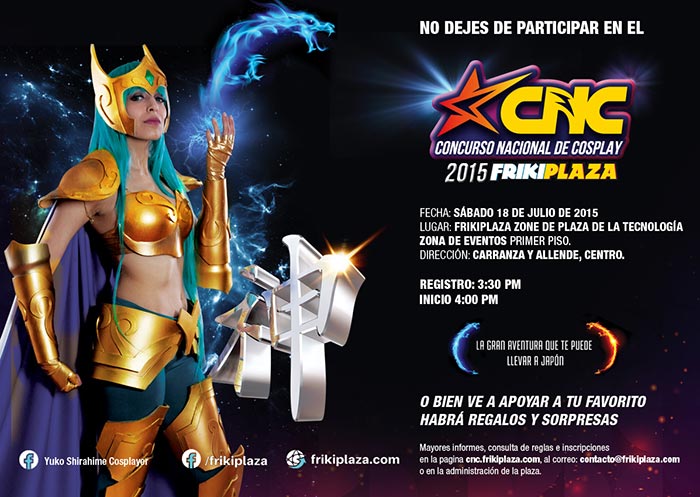 NO DEJES DE PARTICIPAR EN EL
CNC
CONCURSO NACIONAL DE COSPLAY
2015 FRIKIPLAZA
FECHA: SÁBADO 18 DE JULIO DE 2015
LUGAR: FRIKIPLAZA ZONE DE PLAZA DE LA TECNOLOGÍA
ZONA DE EVENTOS PRIMER PISO.
DIRECCIÓN: CARRANZA Y ALLENDE, CENTRO.
REGISTRO: 3:30 PM
INICIO 4:00 PM
LA GRAN AVENTURA QUE TE PUEDE
LLEVAR A JAPÓN
O BIEN VE A APOYAR A TU FAVORITO
HABRÁ REGALOS Y SORPRESAS
Mayores informes, consulta de reglas e inscripciones
en la pagina cnc.frikiplaza.com, al correo: contacto@frikiplaza.com
o en la administración de la plaza.
Yuko Shirahime Cosplayer
/frikiplaza
frikiplaza.com